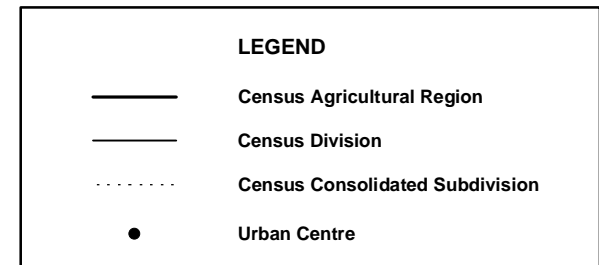 LEGEND
Census Agricultural Region
Census Division
Census Consolidated Subdivision
Urban Centre